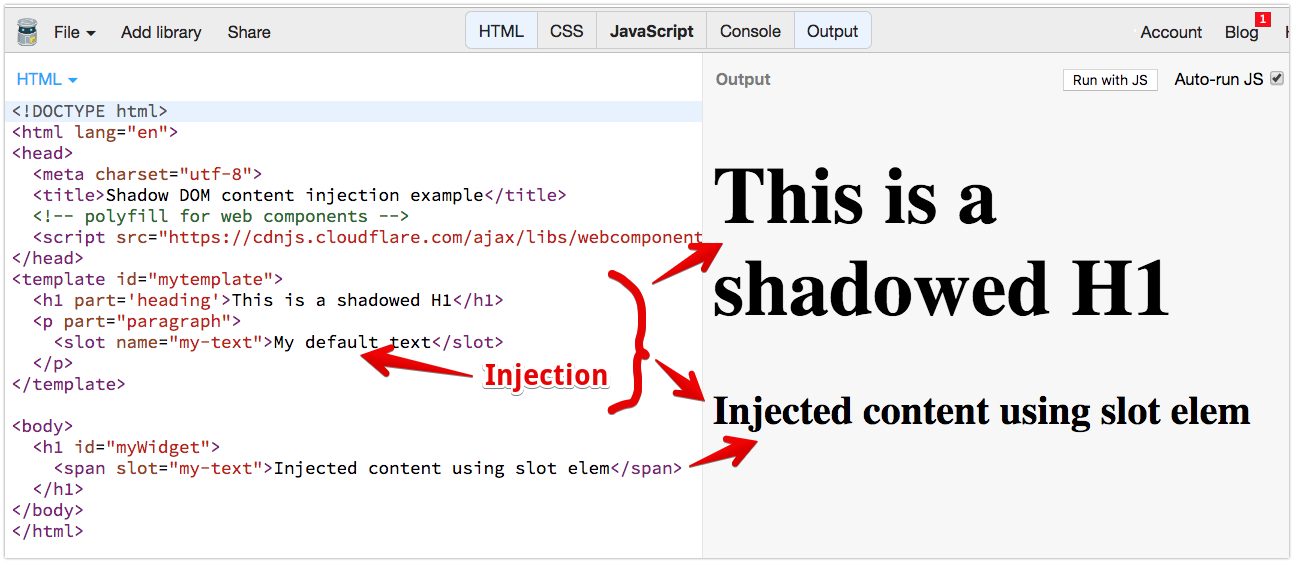 File Add library Share HTML CSS JavaScript Console Output Account Blog 1
HTML
Output Run with JS Auto-run JS
<!DOCTYPE html>
<html lang="en">
<head>
<meta charset="utf-8">
<title>Shadow DOM content injection example</title>
<!-- polyfill for web components -->
<script src="https://cdnjs.cloudflare.com/ajax/libs/webcomponent
</head>
<template id="mytemplate">
<h1 part='heading'>This is a shadowed H1</h1>
<p part="paragraph">
<slot name="my-text">My default text</slot>
</p>
</template>
<body>
<h1 id="myWidget">
<span slot="my-text">Injected content using slot elem</span>
</h1>
</body>
</html>
Injection
This is a
shadowed H1
Injected content using slot elem